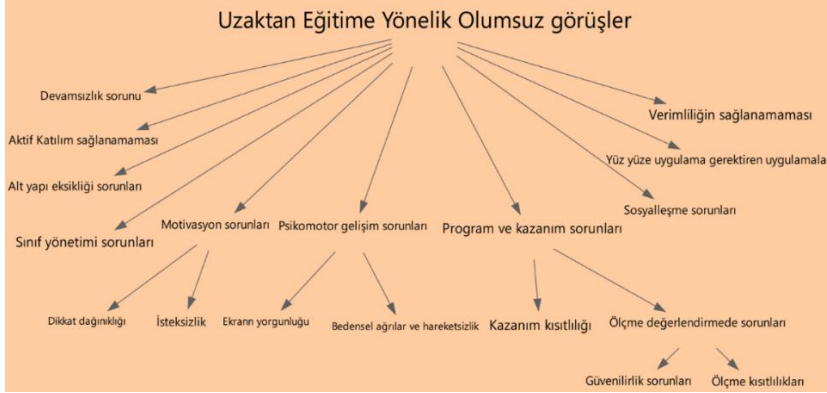 Uzaktan Eğitime Yönelik Olumsuz görüşler
Devamsızlık sorunu
Aktif Katılım sağlanamaması
Alt yapı eksikliği sorunları
Sınıf yönetimi sorunları
Motivasyon sorunları
Psikomotor gelişim sorunları
Program ve kazanım sorunları
Sosyalleşme sorunları
Yüz yüze uygulama gerektiren uygulamala
Verimliliğin sağlanamaması
Dikkat dağınıklığı
İsteksizlik
Ekrann yorgunluğu
Bedensel ağrılar ve hareketsizlik
Kazanım kısıtlılığı
Ölçme değerlendirmede sorunları
Güvenilirlik sorunları
Ölçme kısıtlılıkları